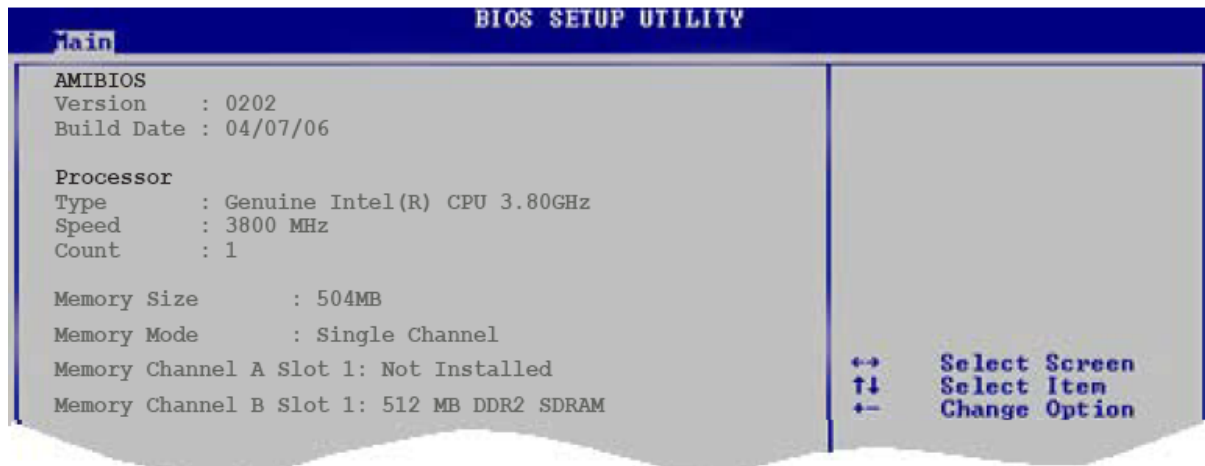 BIOS SETUP UTILITY
Main
AMIBIOS
Version : 0202
Build Date : 04/07/06
Processor
Type : Genuine Intel(R) CPU 3.80GHz
Speed : 3800 MHz
Count : 1
Memory Size : 504MB
Memory Mode : Single Channel
Memory Channel A Slot 1: Not Installed
Memory Channel B Slot 1: 512 MB DDR2 SDRAM
←→ Select Screen
↑↓ Select Item
+- Change Option